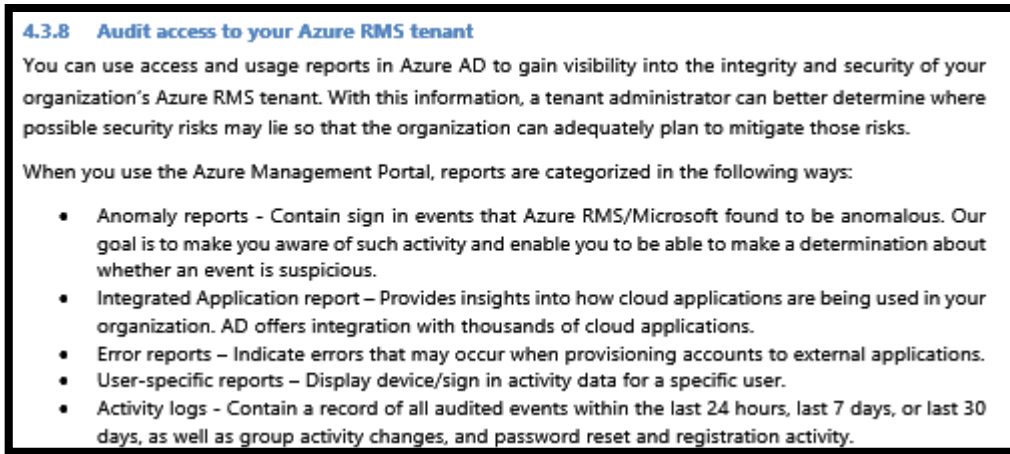 4.3.8 Audit access to your Azure RMS tenant
You can use access and usage reports in Azure AD to gain visibility into the integrity and security of your
organization's Azure RMS tenant. With this information, a tenant administrator can better determine where
possible security risks may lie so that the organization can adequately plan to mitigate those risks.
When you use the Azure Management Portal, reports are categorized in the following ways:
• Anomaly reports - Contain sign in events that Azure RMS/Microsoft found to be anomalous. Our
goal is to make you aware of such activity and enable you to be able to make a determination about
whether an event is suspicious.
• Integrated Application report – Provides insights into how cloud applications are being used in your
organization. AD offers integration with thousands of cloud applications.
• Error reports – Indicate errors that may occur when provisioning accounts to external applications.
• User-specific reports – Display device/sign in activity data for a specific user.
• Activity logs - Contain a record of all audited events within the last 24 hours, last 7 days, or last 30
days, as well as group activity changes, and password reset and registration activity.